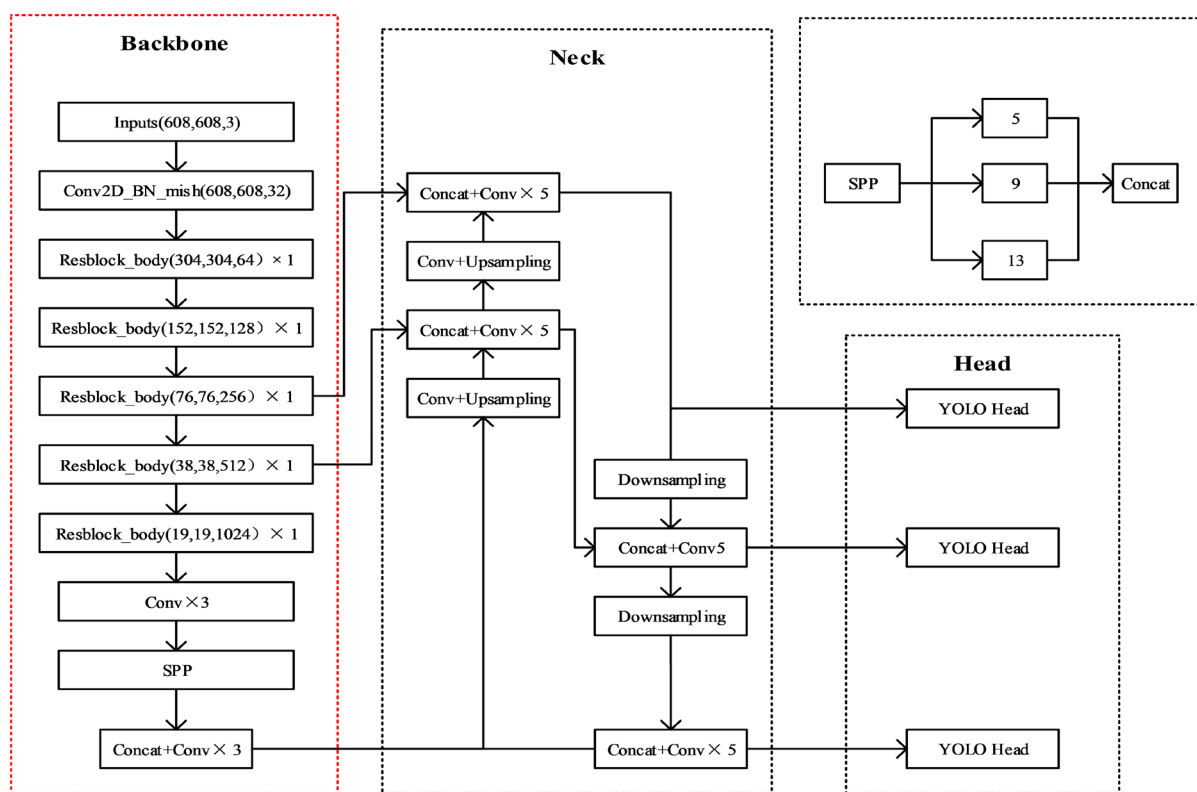 Backbone
Inputs(608,608,3)
Conv2D_BN_mish(608,608,32)
Resblock_body(304,304,64）× 1
Resblock_body(152,152,128）× 1
Resblock_body(76,76,256）× 1
Resblock_body(38,38,512）× 1
Resblock_body(19,19,1024）× 1
Conv×3
SPP
Concat+Conv × 3
Neck
Concat+Conv × 5
Conv+Upsampling
Concat+Conv × 5
Conv+Upsampling
Downsampling
Concat+Conv5
Downsampling
Concat+Conv × 5
SPP
5
9
13
Concat
Head
YOLO Head
YOLO Head
YOLO Head